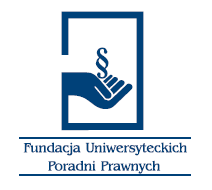 §
Fundacja Uniwersyteckich
Poradni Prawnych